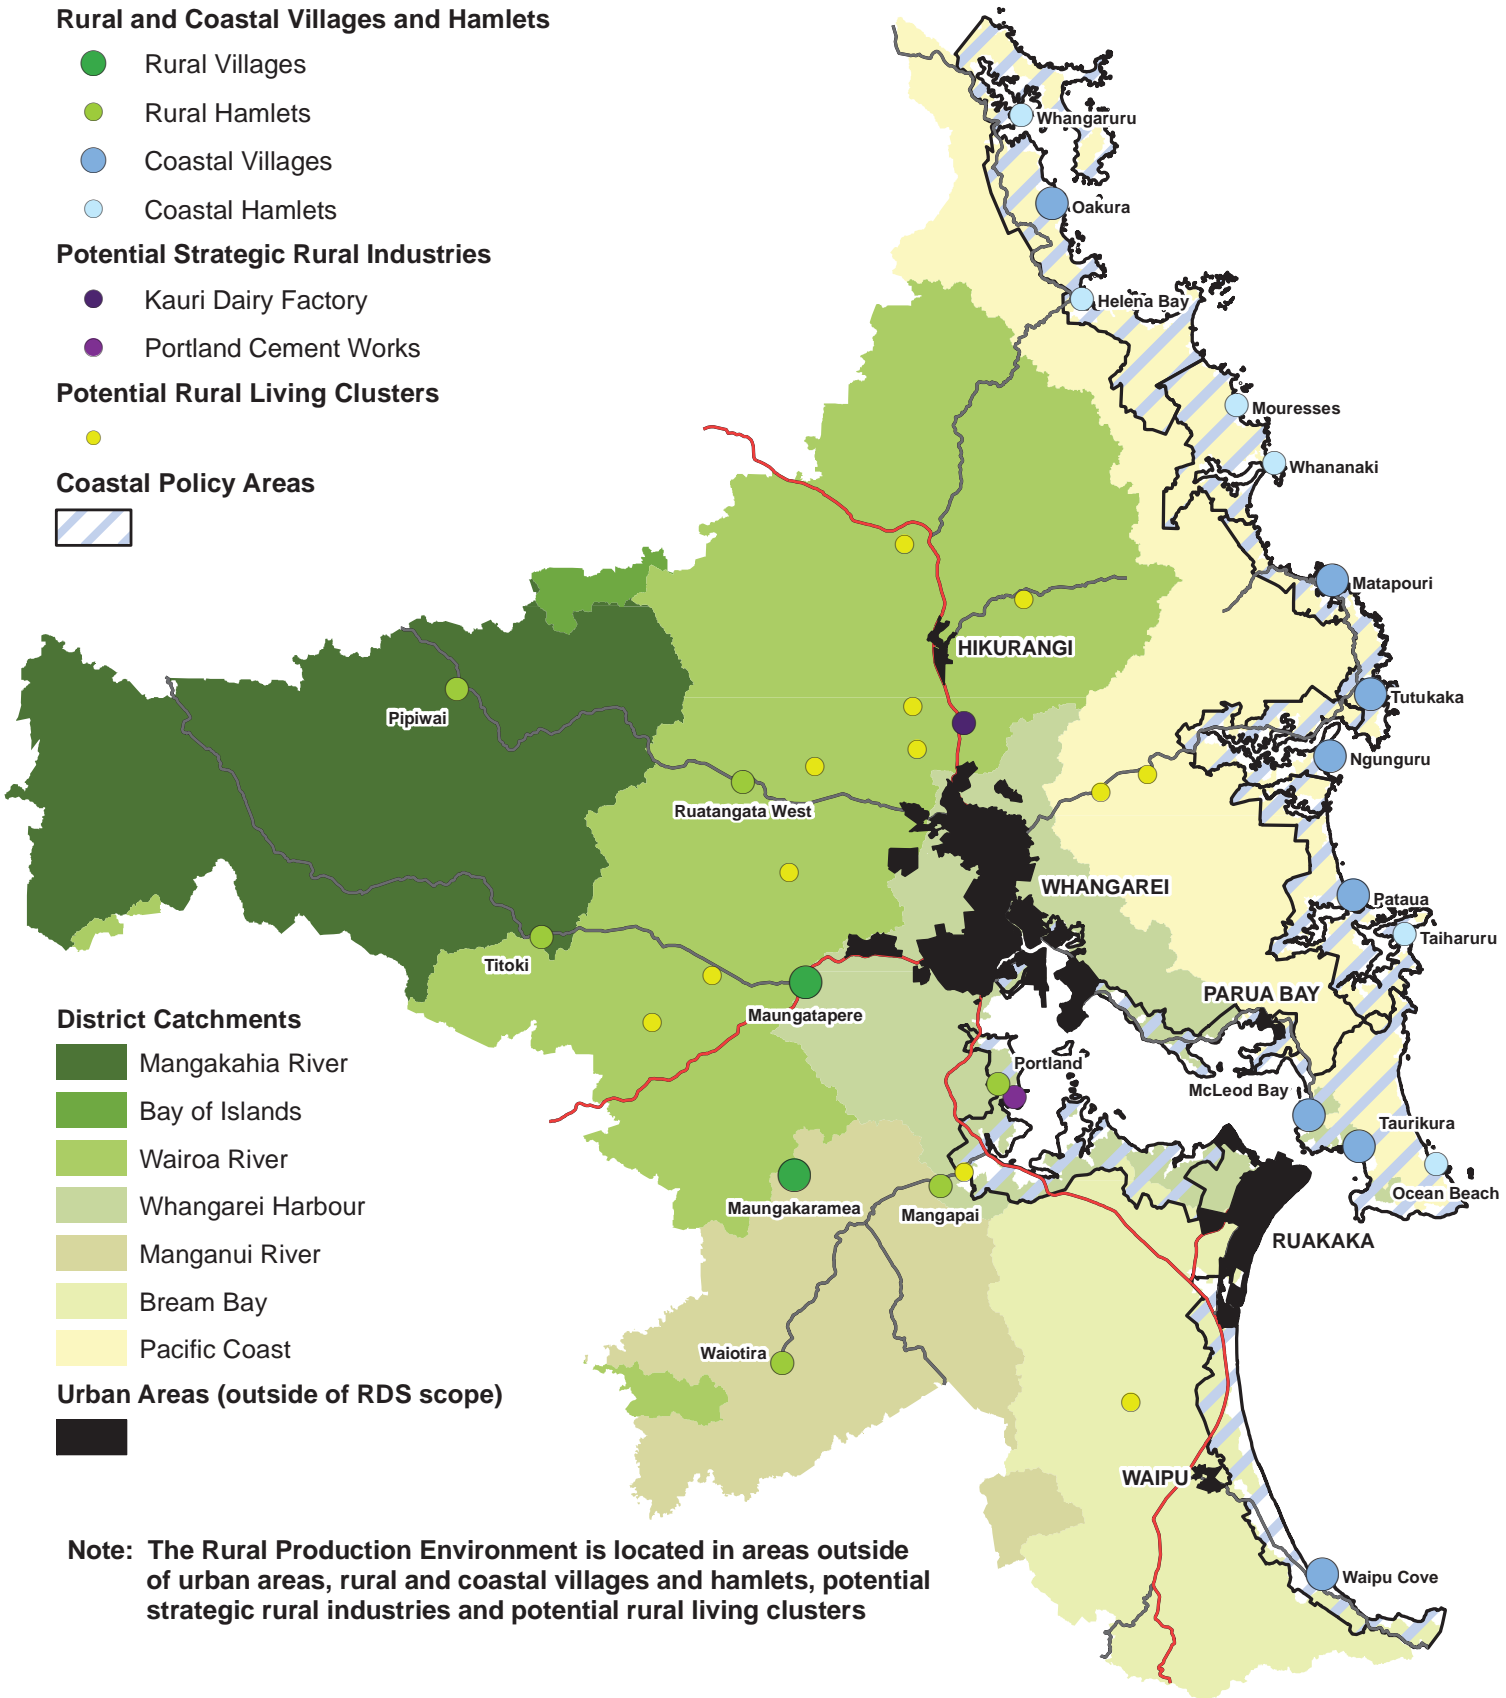 Rural and Coastal Villages and Hamlets
Rural Villages
Rural Hamlets
Coastal Villages
Coastal Hamlets
Potential Strategic Rural Industries
Kauri Dairy Factory
Portland Cement Works
Potential Rural Living Clusters
Coastal Policy Areas
Whangaruru
Oakura
Helena Bay
Mouresses
Whananaki
Matapouri
HIKURANGI
Tutukaka
Pipiwai
Ngunguru
Ruatangata West
WHANGAREI
Pataua
Taiharuru
Titoki
PARUA BAY
Maungatapere
Portland
McLeod Bay
Taurikura
Ocean Beach
Maungakaramea
Mangapai
RUAKAKA
Waiotira
WAIPU
Waipu Cove
District Catchments
Mangakahia River
Bay of Islands
Wairoa River
Whangarei Harbour
Manganui River
Bream Bay
Pacific Coast
Urban Areas (outside of RDS scope)
Note: The Rural Production Environment is located in areas outside
of urban areas, rural and coastal villages and hamlets, potential
strategic rural industries and potential rural living clusters